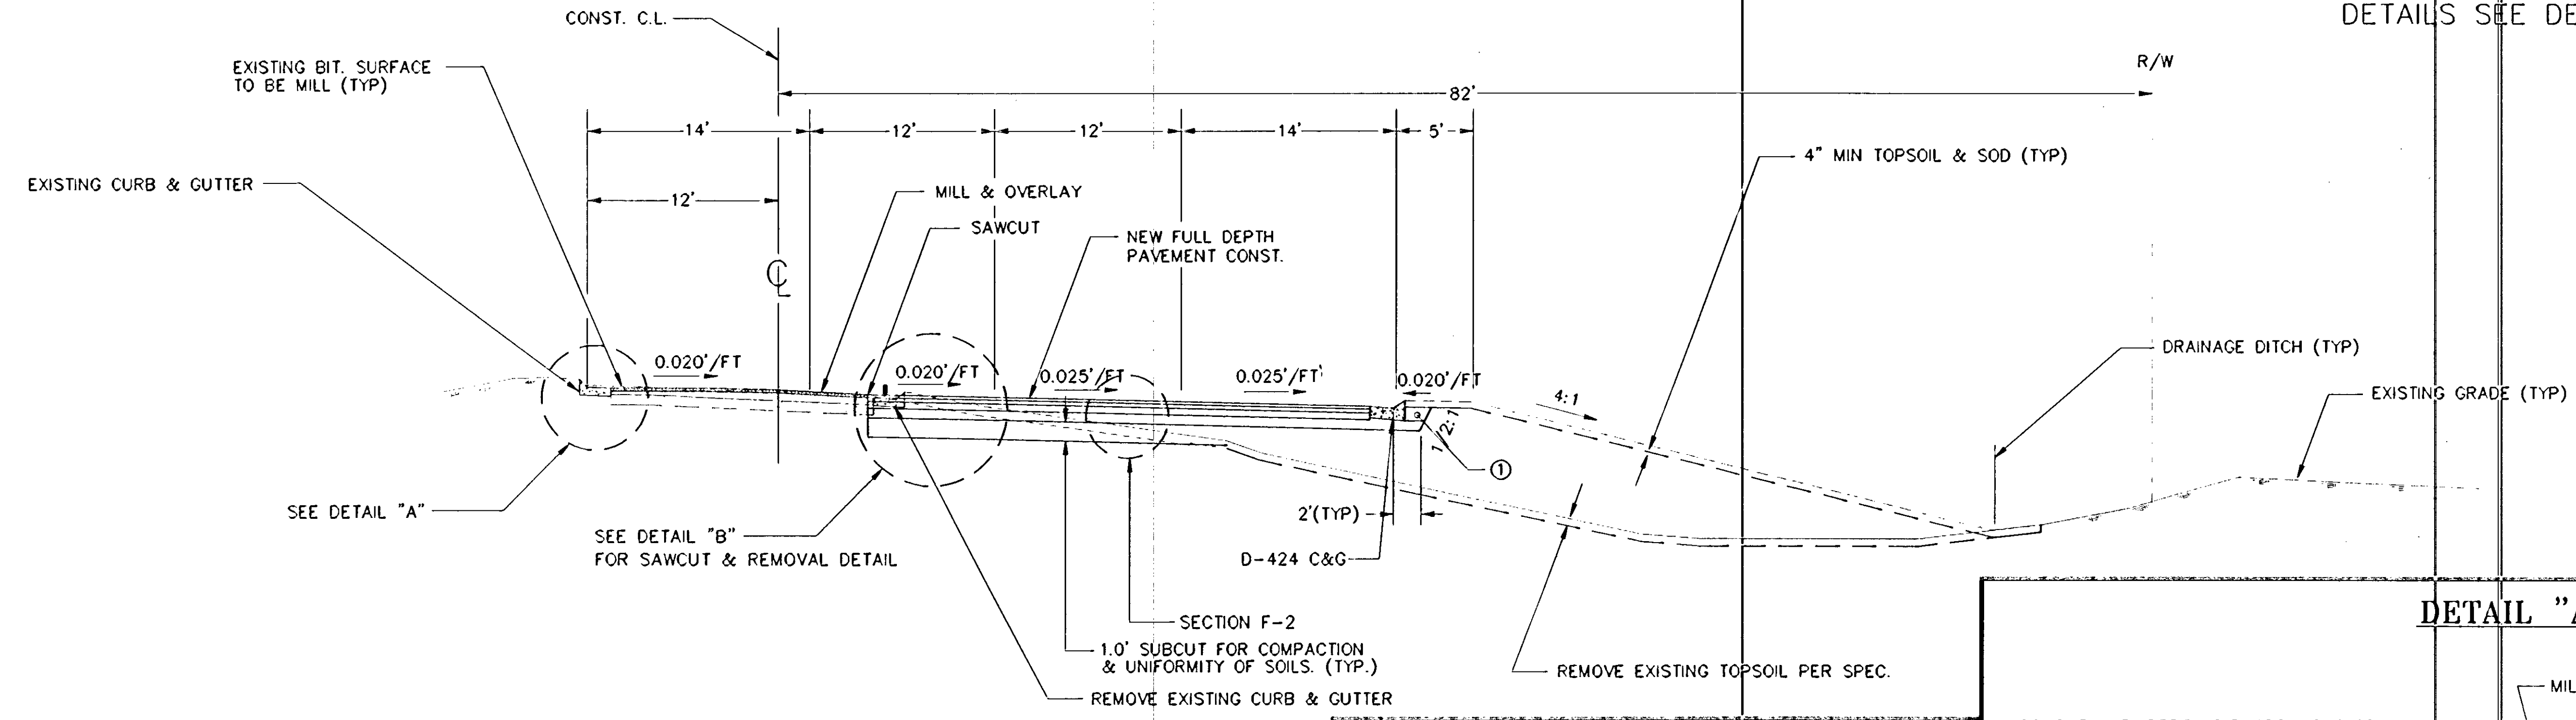 CONST. C.L.
DETAILS SEE DE
R/W
EXISTING BIT. SURFACE
TO BE MILL (TYP)
82'
14'
12'
12'
14'
5'
4" MIN TOPSOIL & SOD (TYP)
EXISTING CURB & GUTTER
MILL & OVERLAY
12'
SAWCUT
NEW FULL DEPTH
PAVEMENT CONST.
DRAINAGE DITCH (TYP)
0.020'/FT
0.020'/FT
0.025'/FT
0.025'/FT
0.020'/FT
4:1
EXISTING GRADE (TYP)
1/2:1
1
SEE DETAIL "A"
2'(TYP)
SEE DETAIL "B"
FOR SAWCUT & REMOVAL DETAIL
D-424 C&G
DETAIL "A
SECTION F-2
1.0' SUBCUT FOR COMPACTION
& UNIFORMITY OF SOILS. (TYP.)
REMOVE EXISTING TOPSOIL PER SPEC.
MIL
REMOVE EXISTING CURB & GUTTER